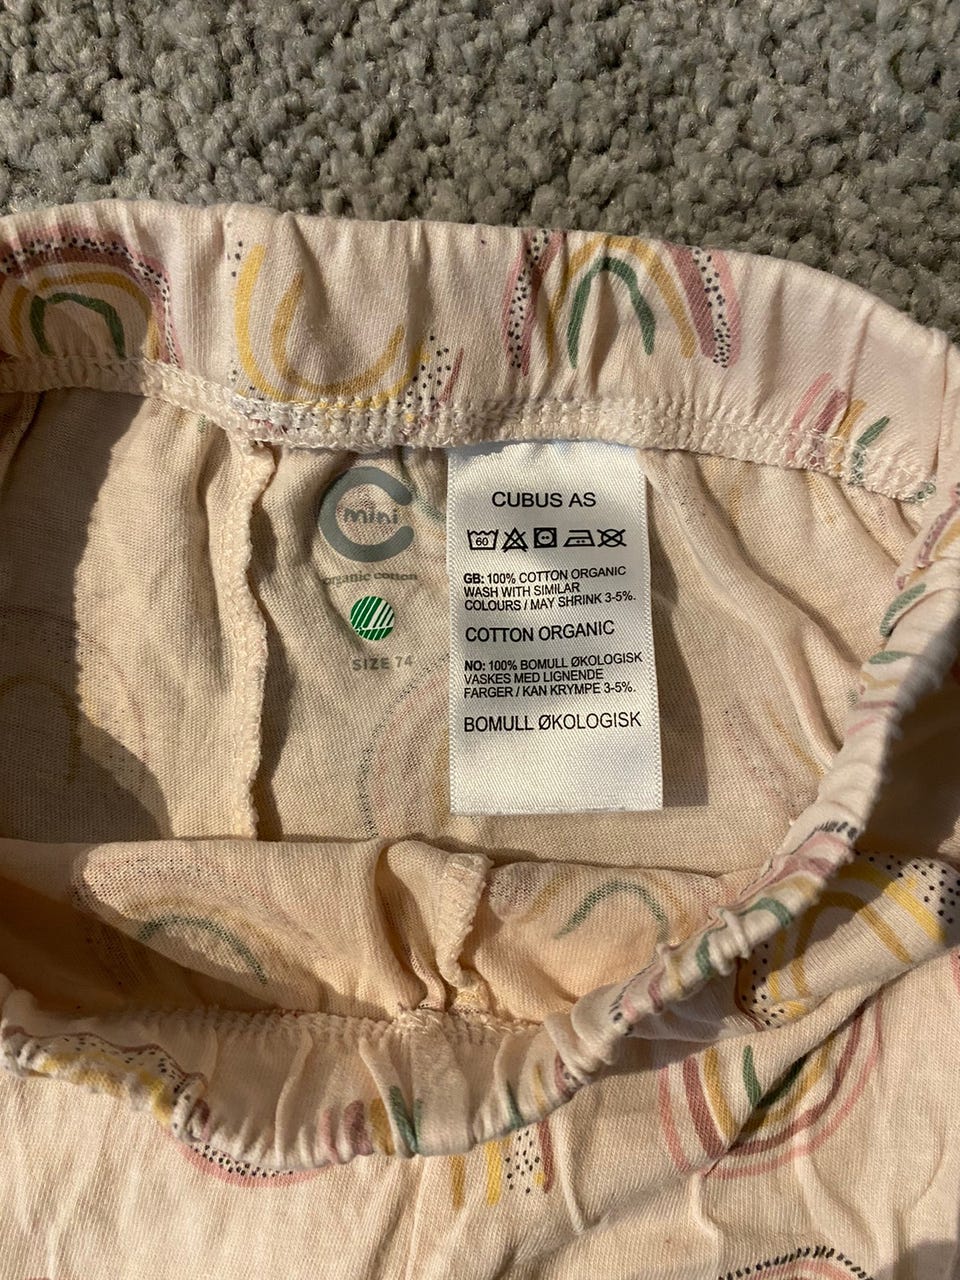 mini
organic cotton
SIZE 74
CUBUS AS
60
GB: 100% COTTON ORGANIC
WASH WITH SIMILAR
COLOURS / MAY SHRINK 3-5%.
COTTON ORGANIC
NO: 100% BOMULL ØKOLOGISK
VASKES MED LIGNENDE
FARGER / KAN KRYMPE 3-5%.
BOMULL ØKOLOGISK